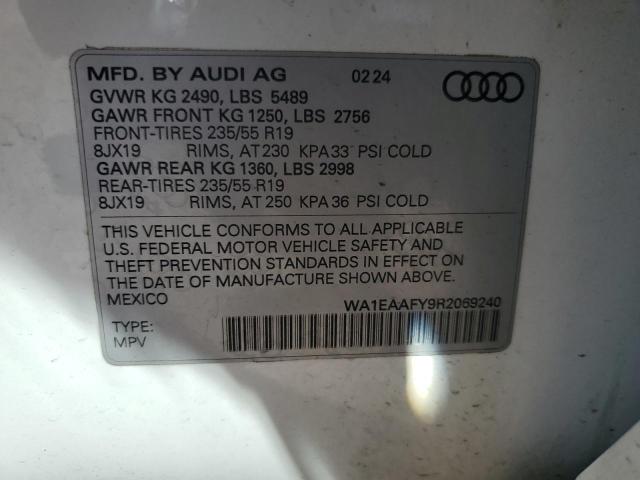 MFD. BY AUDI AG 02 24
GVWR KG 2490, LBS 5489
GAWR FRONT KG 1250, LBS 2756
FRONT-TIRES 235/55 R19
8JX19 RIMS, AT 230 KPA 33 PSI COLD
GAWR REAR KG 1360, LBS 2998
REAR-TIRES 235/55 R19
8JX19 RIMS, AT 250 KPA 36 PSI COLD
THIS VEHICLE CONFORMS TO ALL APPLICABLE
U.S. FEDERAL MOTOR VEHICLE SAFETY AND
THEFT PREVENTION STANDARDS IN EFFECT ON
THE DATE OF MANUFACTURE SHOWN ABOVE.
MEXICO WA1EAAFY9R2069240
TYPE:
MPV